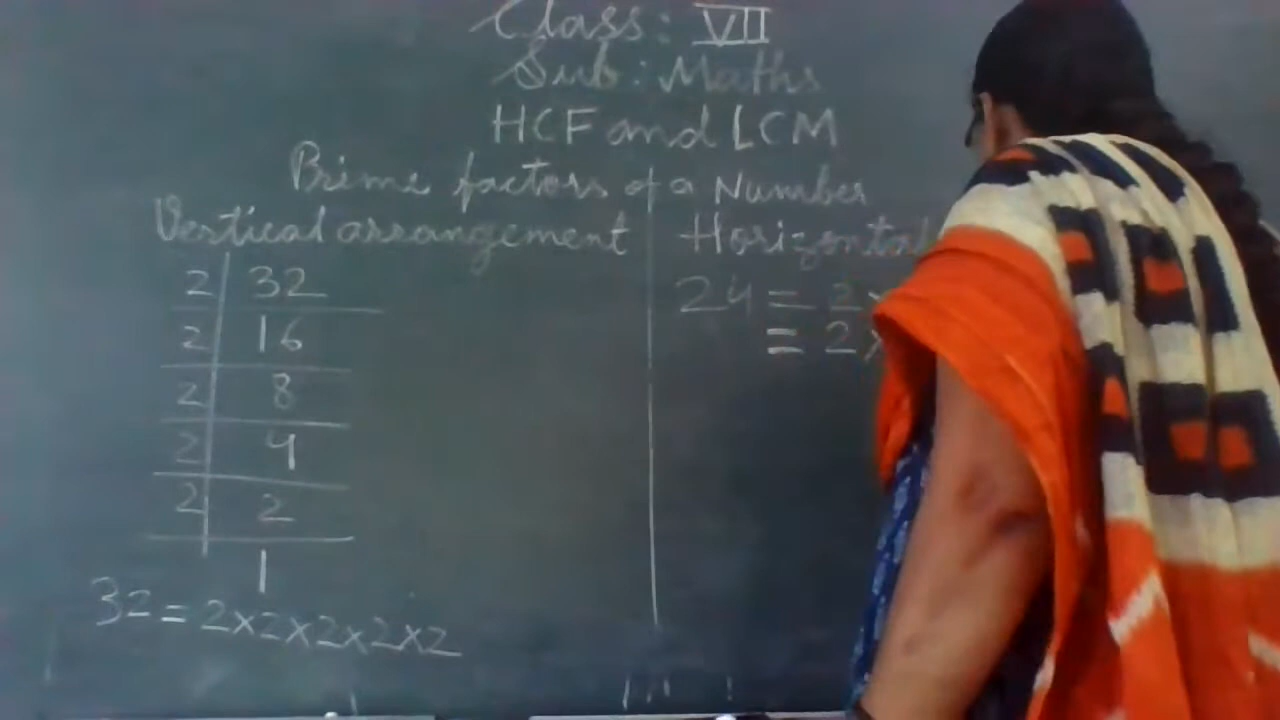 Class: VII
Sub: Maths
HCF and LCM
Prime factors of a Number
Vertical arrangement
2 32
2 16
2 8
2 4
2 2
1
32 = 2×2×2×2×2
Horizontal
24 = 2×
= 2×